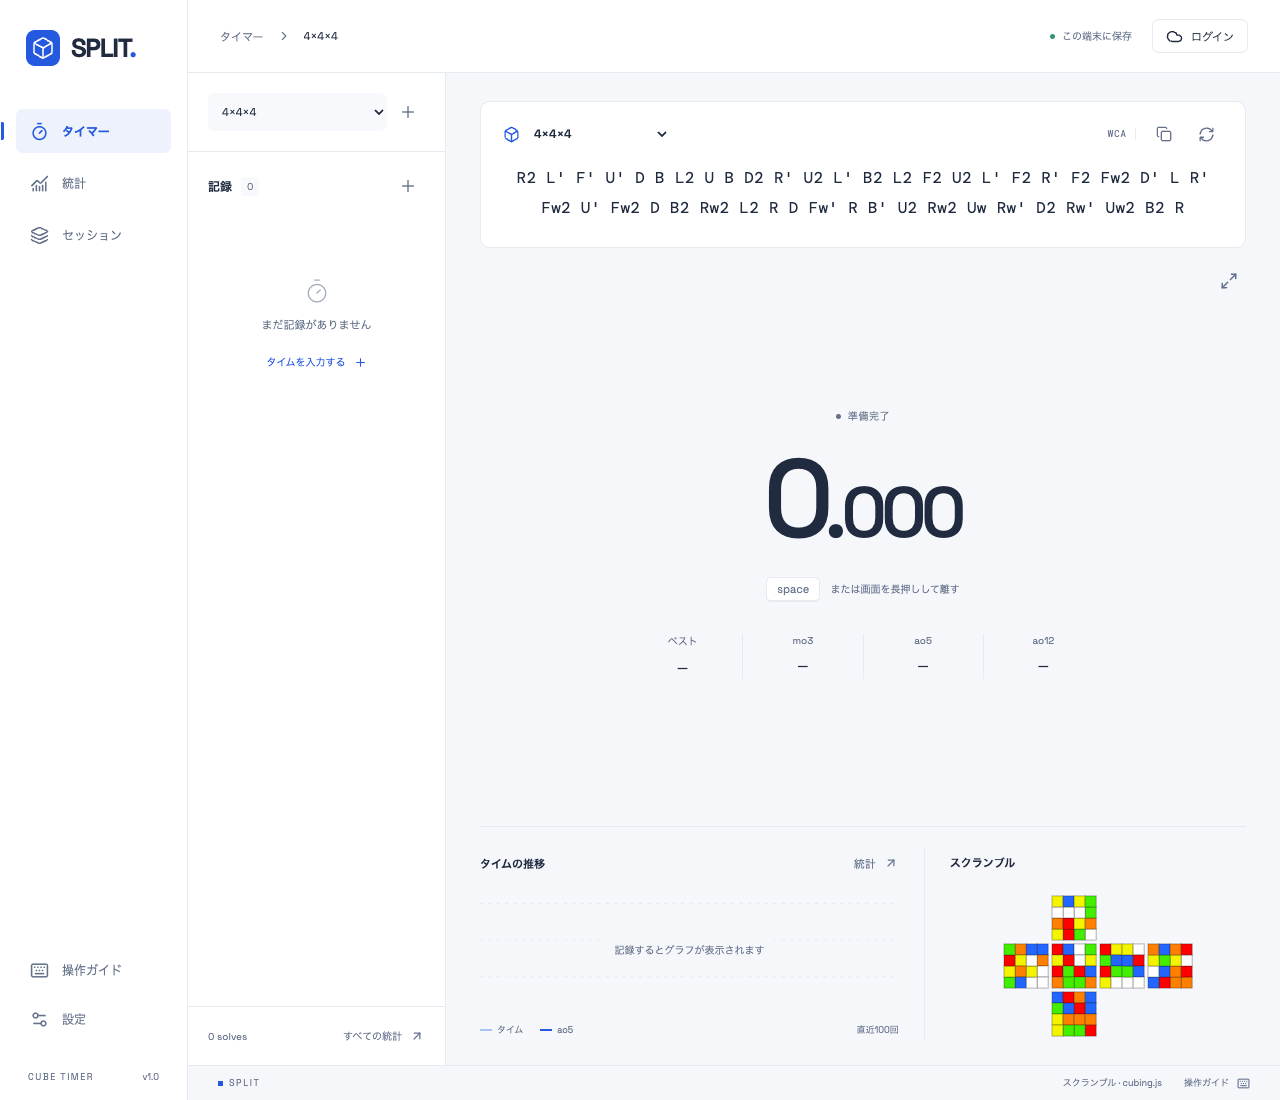 SPLIT.
タイマー
統計
セッション
操作ガイド
設定
CUBE TIMER v1.0
タイマー > 4×4×4
この端末に保存
ログイン
4×4×4
記録 0
まだ記録がありません
タイムを入力する +
0 solves すべての統計
4×4×4
WCA
R2 L' F' U' D B L2 U B D2 R' U2 L' B2 L2 F2 U2 L' F2 R' F2 Fw2 D' L R'
Fw2 U' Fw2 D B2 Rw2 L2 R D Fw' R B' U2 Rw2 Uw Rw' D2 Rw' Uw2 B2 R
準備完了
0.000
space または画面を長押しして離す
ベスト mo3 ao5 ao12
– – – –
タイムの推移 統計
記録するとグラフが表示されます
タイム ao5 直近100回
スクランブル
SPLIT
スクランブル · cubing.js 操作ガイド